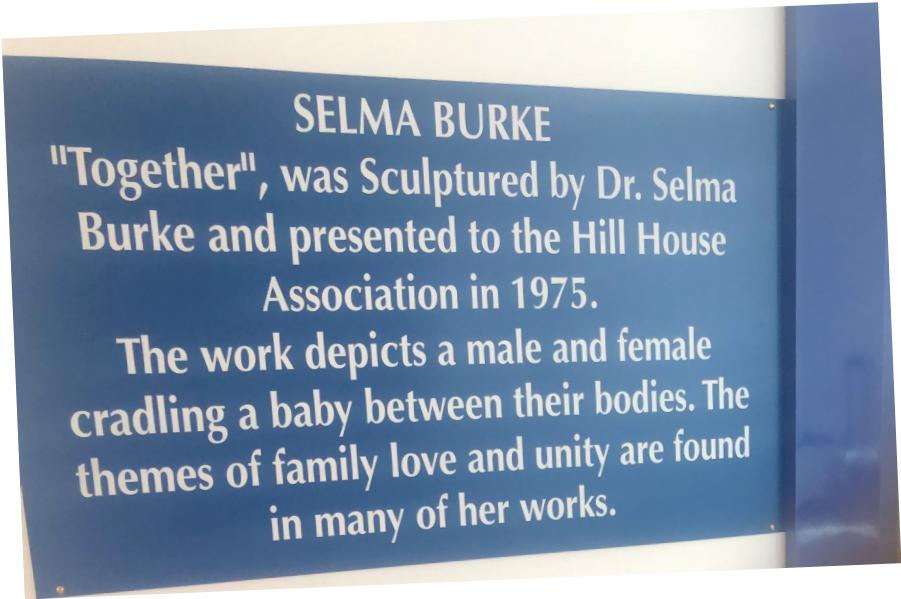 SELMA BURKE
"Together", was Sculptured by Dr. Selma
Burke and presented to the Hill House
Association in 1975.
The work depicts a male and female
cradling a baby between their bodies. The
themes of family love and unity are found
in many of her works.